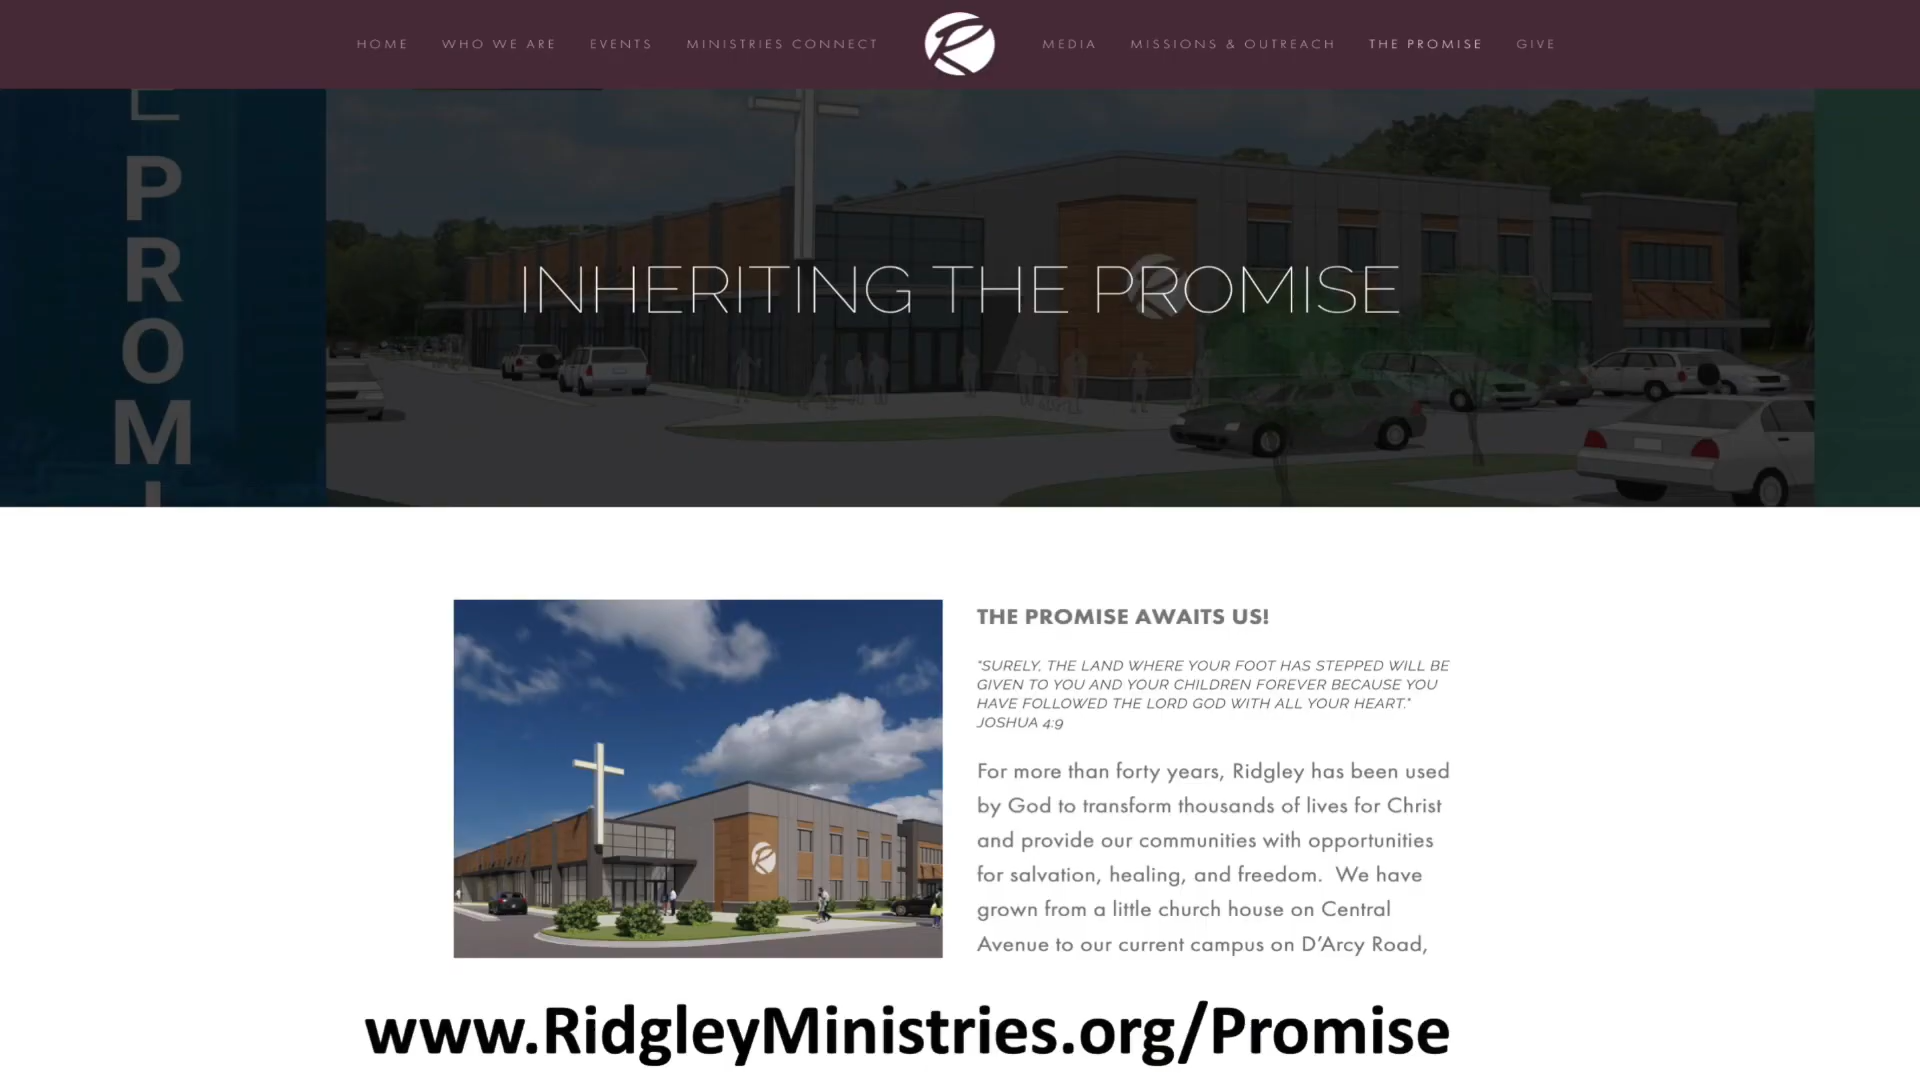 HOME WHO WE ARE EVENTS MINISTRIES CONNECT R MEDIA MISSIONS & OUTREACH THE PROMISE GIVE
E
P
R
O
M
I
INHERITING THE PROMISE
THE PROMISE AWAITS US!
"SURELY, THE LAND WHERE YOUR FOOT HAS STEPPED WILL BE
GIVEN TO YOU AND YOUR CHILDREN FOREVER BECAUSE YOU
HAVE FOLLOWED THE LORD GOD WITH ALL YOUR HEART."
JOSHUA 4:9
For more than forty years, Ridgley has been used
by God to transform thousands of lives for Christ
and provide our communities with opportunities
for salvation, healing, and freedom. We have
grown from a little church house on Central
Avenue to our current campus on D'Arcy Road,
R
www.RidgleyMinistries.org/Promise